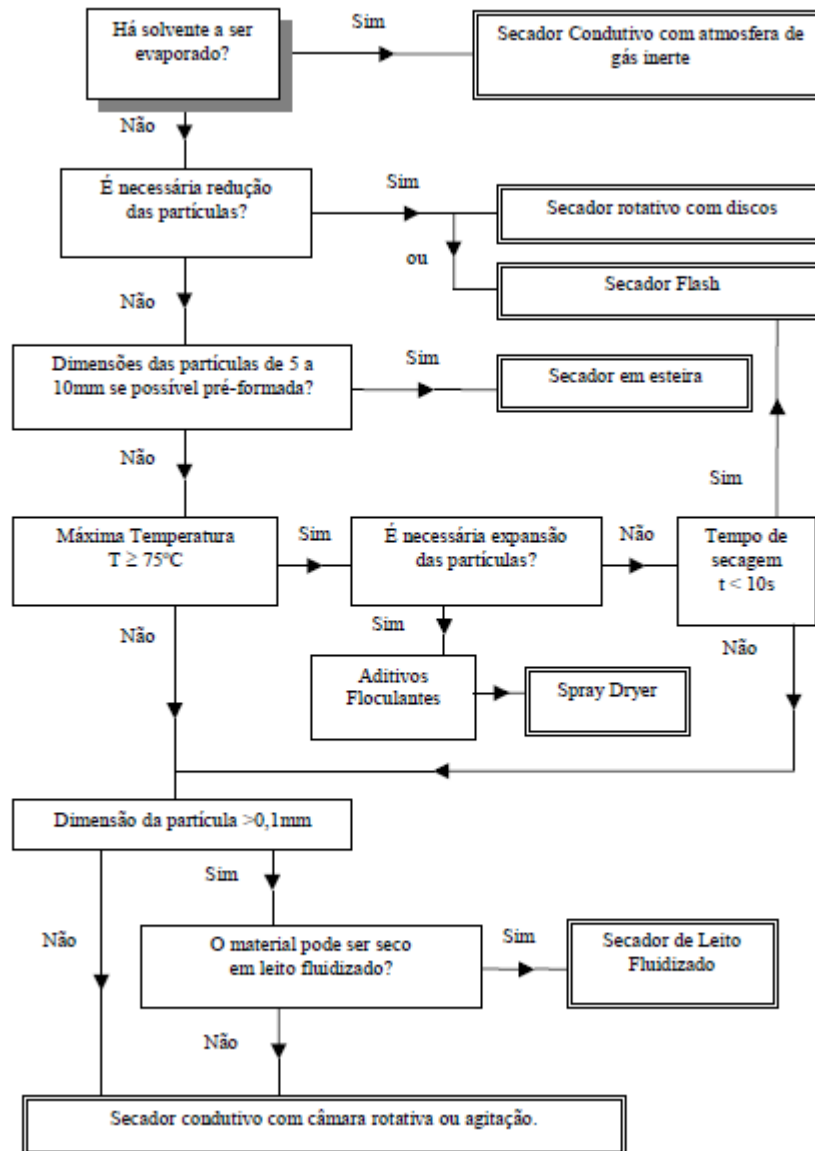 Há solvente a ser
evaporado?
Sim
Secador Condutivo com atmosfera de
gás inerte
Não
É necessária redução
das partículas?
Sim
Secador rotativo com discos
ou
Secador Flash
Não
Dimensões das partículas de 5 a
10mm se possível pré-formada?
Sim
Secador em esteira
Não
Sim
Máxima Temperatura
T ≥ 75ºC
Sim
É necessária expansão
das partículas?
Não
Tempo de
secagem
t < 10s
Não
Sim
Não
Aditivos
Floculantes
Spray Dryer
Dimensão da partícula >0,1mm
Sim
Não
O material pode ser seco
em leito fluidizado?
Sim
Secador de Leito
Fluidizado
Não
Secador condutivo com câmara rotativa ou agitação.